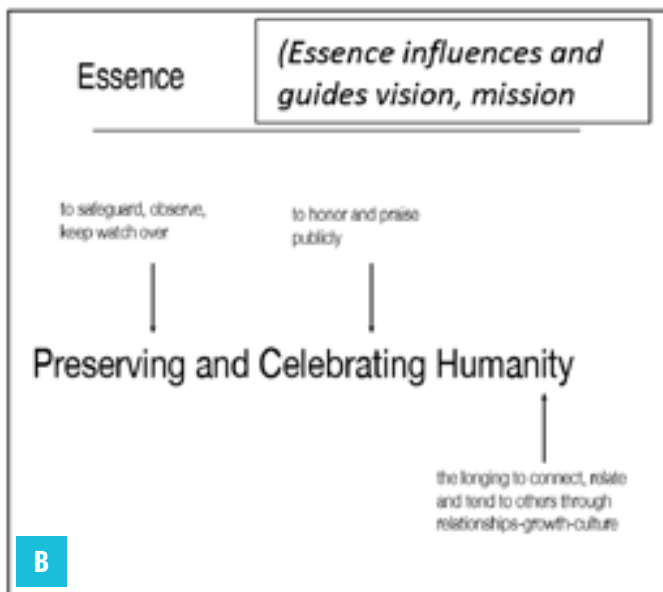 Essence
(Essence influences and
guides vision, mission
to safeguard, observe,
keep watch over
to honor and praise
publicly
Preserving and Celebrating Humanity
the longing to connect, relate
and tend to others through
relationships-growth-culture
B